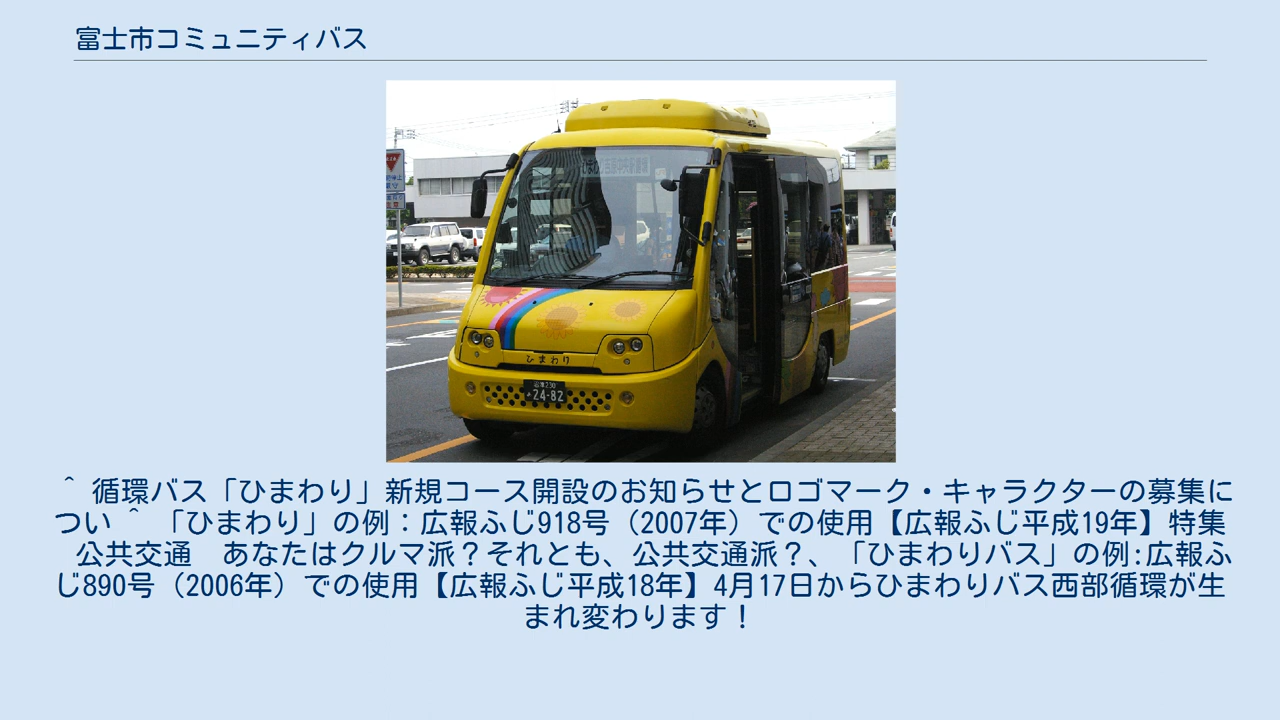 富士市コミュニティバス
ひまわり
24-82
^ 循環バス「ひまわり」新規コース開設のお知らせとロゴマーク・キャラクターの募集に
つい ^ 「ひまわり」の例：広報ふじ918号（2007年）での使用【広報ふじ平成19年】特集
公共交通　あなたはクルマ派？それとも、公共交通派？、「ひまわりバス」の例:広報ふ
じ890号（2006年）での使用【広報ふじ平成18年】4月17日からひまわりバス西部循環が生
まれ変わります！